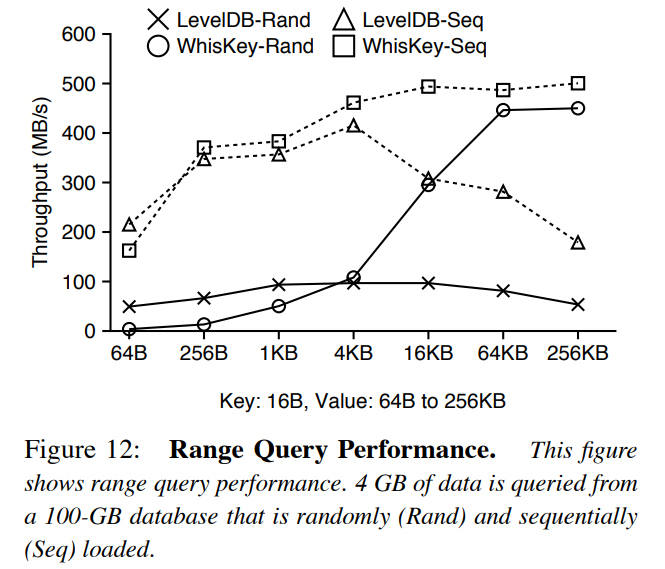 LevelDB-Rand LevelDB-Seq
WhisKey-Rand WhisKey-Seq
600
500
400
300
200
100
0
Throughput (MB/s)
64B 256B 1KB 4KB 16KB 64KB 256KB
Key: 16B, Value: 64B to 256KB
Figure 12: Range Query Performance. This figure
shows range query performance. 4 GB of data is queried from
a 100-GB database that is randomly (Rand) and sequentially
(Seq) loaded.